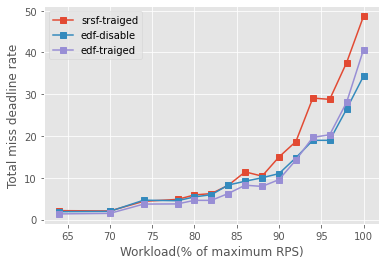 50
40
30
20
10
0
Total miss deadline rate
srsf-traiged
edf-disable
edf-traiged
65 70 75 80 85 90 95 100
Workload(% of maximum RPS)